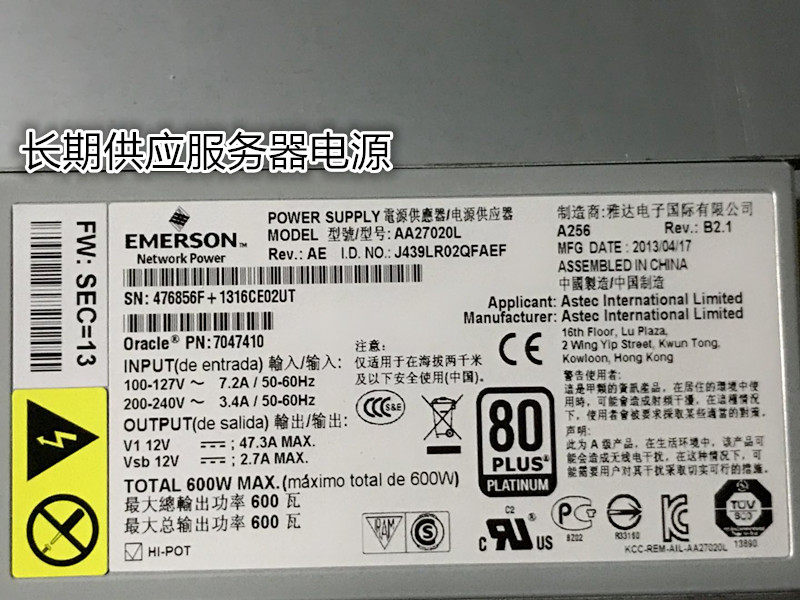 长期供应服务器电源
FW: SEC=13
EMERSON™
Network Power
POWER SUPPLY 電源供應器/电源供应器
MODEL 型號/型号: AA27020L
Rev.: AE I.D. NO.: J439LR02QFAEF
制造商: 雅达电子国际有限公司
A256 Rev.: B2.1
MFG DATE : 2013/04/17
ASSEMBLED IN CHINA
中國製造/中国制造
SN: 476856F+1316CE02UT
Applicant: Astec International Limited
Manufacturer: Astec International Limited
16th Floor, Lu Plaza,
2 Wing Yip Street, Kwun Tong,
Kowloon, Hong Kong
Oracle® PN: 7047410
INPUT(de entrada) 輸入/输入:
100-127V ～ 7.2A / 50-60Hz
200-240V ～ 3.4A / 50-60Hz
OUTPUT(de salida) 輸出/输出:
V1 12V ; 47.3A MAX.
Vsb 12V ; 2.7A MAX.
TOTAL 600W MAX.(máximo total de 600W)
最大總輸出功率 600 瓦
最大总输出功率 600 瓦
HI-POT
注意:
仅适用于在海拔两千米
及以下安全使用(中国).
CE
CCC S&E
80
PLUS
PLATINUM
警告使用者:
這是甲類的資訊產品，在居住的環境中使
用時，可能會造成射頻干擾，在這種情況
下，使用者會被要求採取某些適當的對策。
声明:
此为 A 级产品，在生活环境中，该产品可
能会造成无线电干扰，在这种情况下，可
能需要用户对其干扰采取切实可行的措施。
IRAM
S
C2
C UR US
®
PC
BZ02
R33150
KC
KCC-REM-AIL-AA27020L
TÜV
SUD
13890